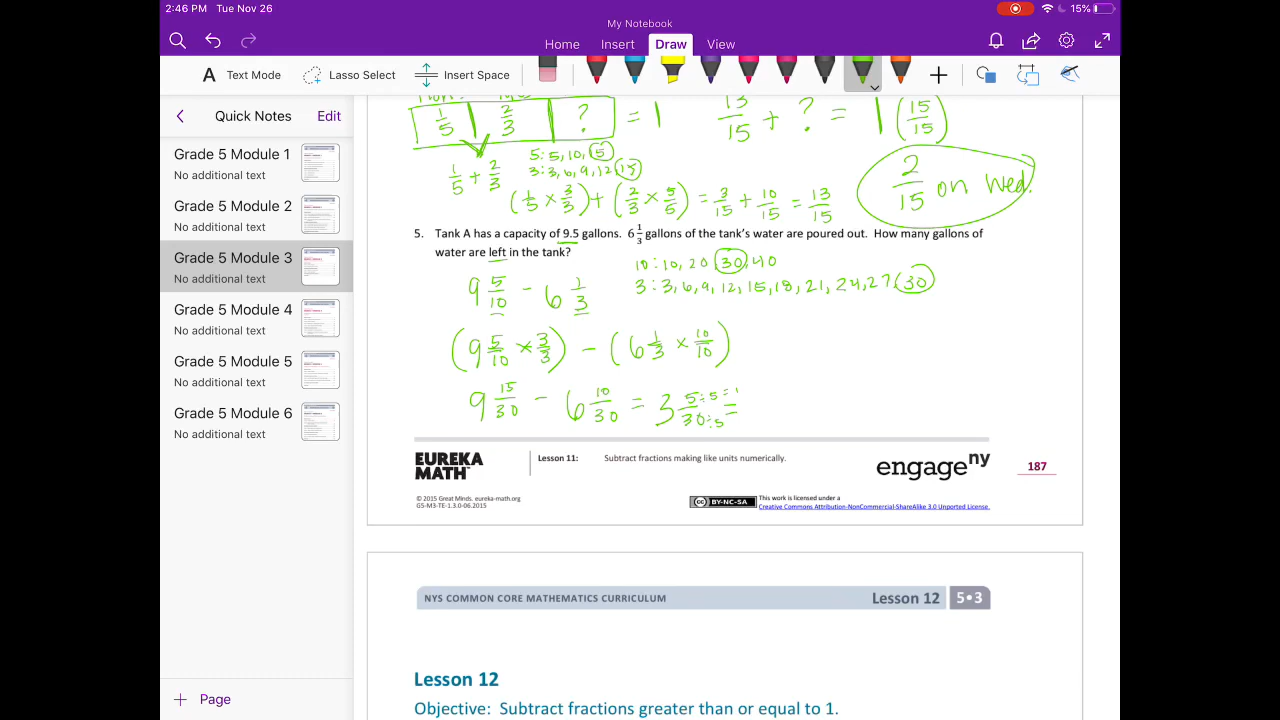 2:46 PM Tue Nov 26
15%
My Notebook
Home Insert Draw View
A Text Mode Lasso Select Insert Space
Quick Notes Edit
Grade 5 Module 1
No additional text
Grade 5 Module 2
No additional text
Grade 5 Module 3
No additional text
Grade 5 Module 4
No additional text
Grade 5 Module 5
No additional text
Grade 5 Module 6
No additional text
+ Page
1/5 2/3 ? = 1 13/15 + ? = 1 (15/15)
1/5 + 2/3
5: 5, 10, 15
3: 3, 6, 9, 12 15
2/15 on Wed.
(1/5 × 3/3) + (2/3 × 5/5) = 3/15 + 10/15 = 13/15
5. Tank A has a capacity of 9.5 gallons. 6 1/3 gallons of the tank's water are poured out. How many gallons of
water are left in the tank?
10: 10, 20 30 40
9 5/10 - 6 1/3
3: 3, 6, 9, 12, 15, 18, 21, 24, 27 30
(9 5/10 × 3/3) - (6 1/3 × 10/10)
9 15/30 - 6 10/30 = 3 5/30 ÷5 ÷5 =
EUREKA
MATH™
Lesson 11: Subtract fractions making like units numerically.
engage ny
187
© 2015 Great Minds. eureka-math.org
G5-M3-TE-1.3.0-06.2015
CC BY-NC-SA
This work is licensed under a
Creative Commons Attribution-NonCommercial-ShareAlike 3.0 Unported License.
NYS COMMON CORE MATHEMATICS CURRICULUM Lesson 12 5•3
Lesson 12
Objective: Subtract fractions greater than or equal to 1.